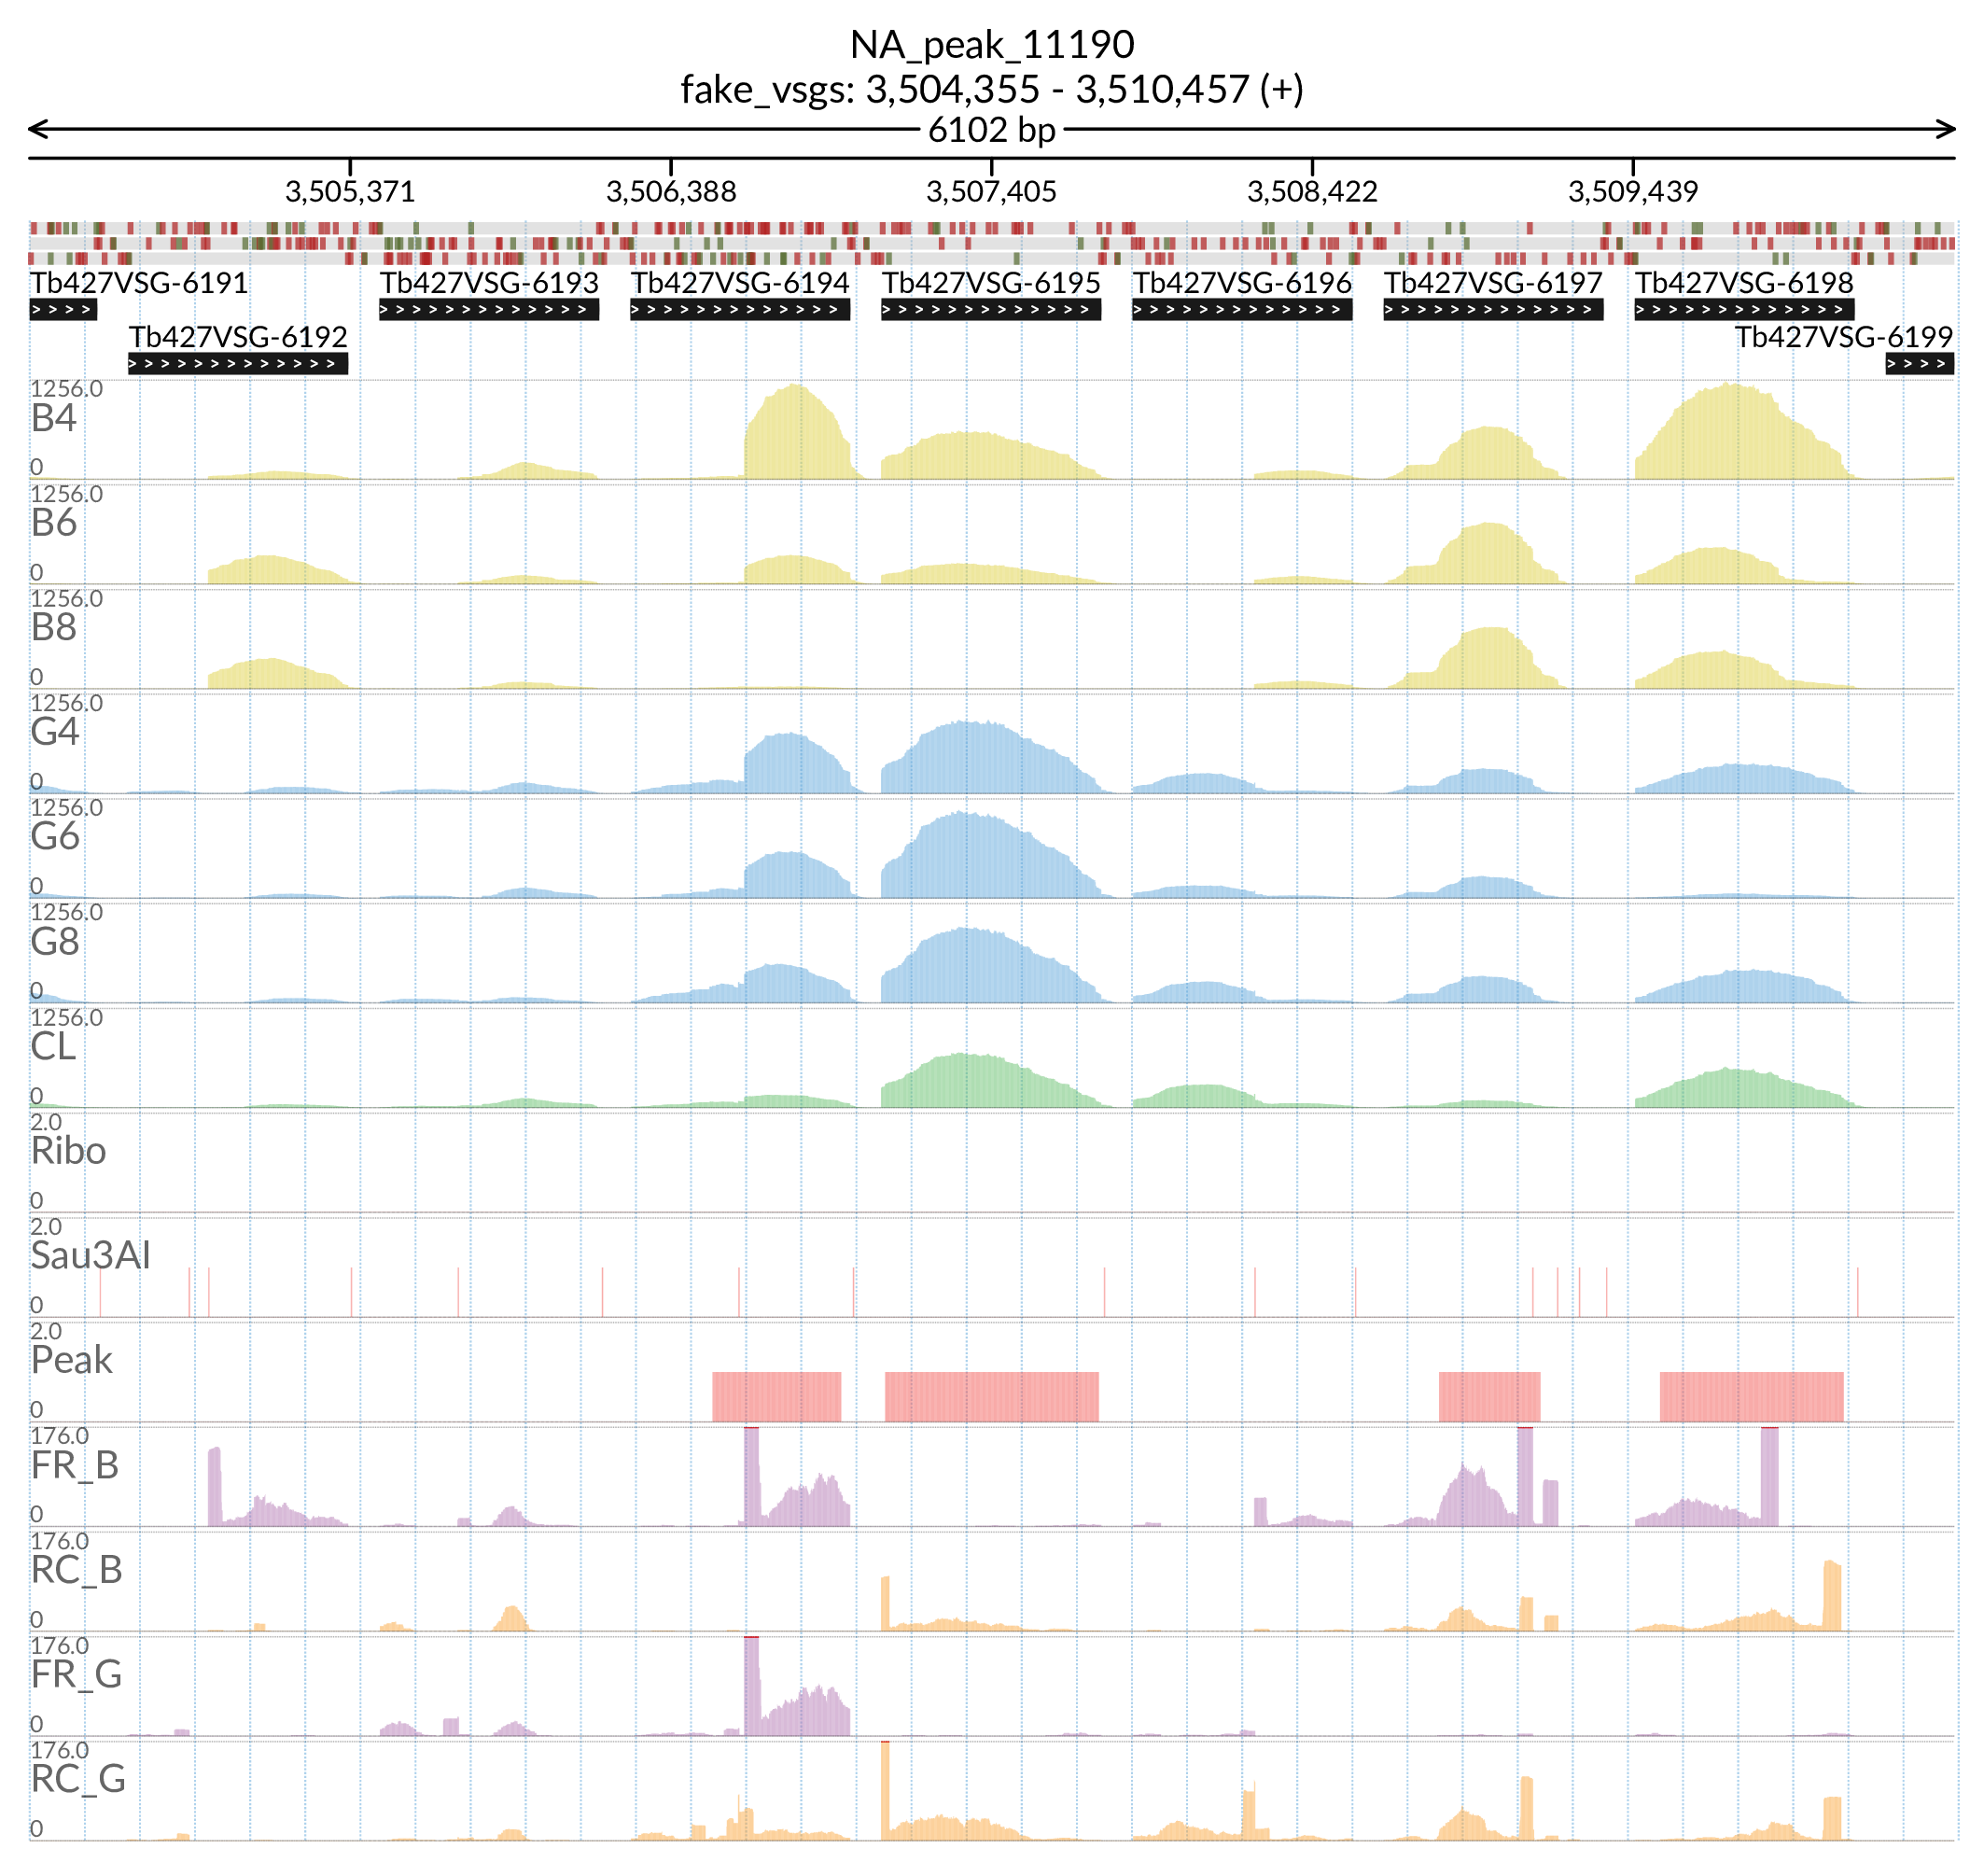 NA_peak_11190
fake_vsgs: 3,504,355 - 3,510,457 (+)
6102 bp
3,505,371 3,506,388 3,507,405 3,508,422 3,509,439
Tb427VSG-6191 Tb427VSG-6193 Tb427VSG-6194 Tb427VSG-6195 Tb427VSG-6196 Tb427VSG-6197 Tb427VSG-6198
Tb427VSG-6192 Tb427VSG-6199
1256.0
B4
0
1256.0
B6
0
1256.0
B8
0
1256.0
G4
0
1256.0
G6
0
1256.0
G8
0
1256.0
CL
0
2.0
Ribo
0
2.0
Sau3AI
0
2.0
Peak
0
176.0
FR_B
0
176.0
RC_B
0
176.0
FR_G
0
176.0
RC_G
0